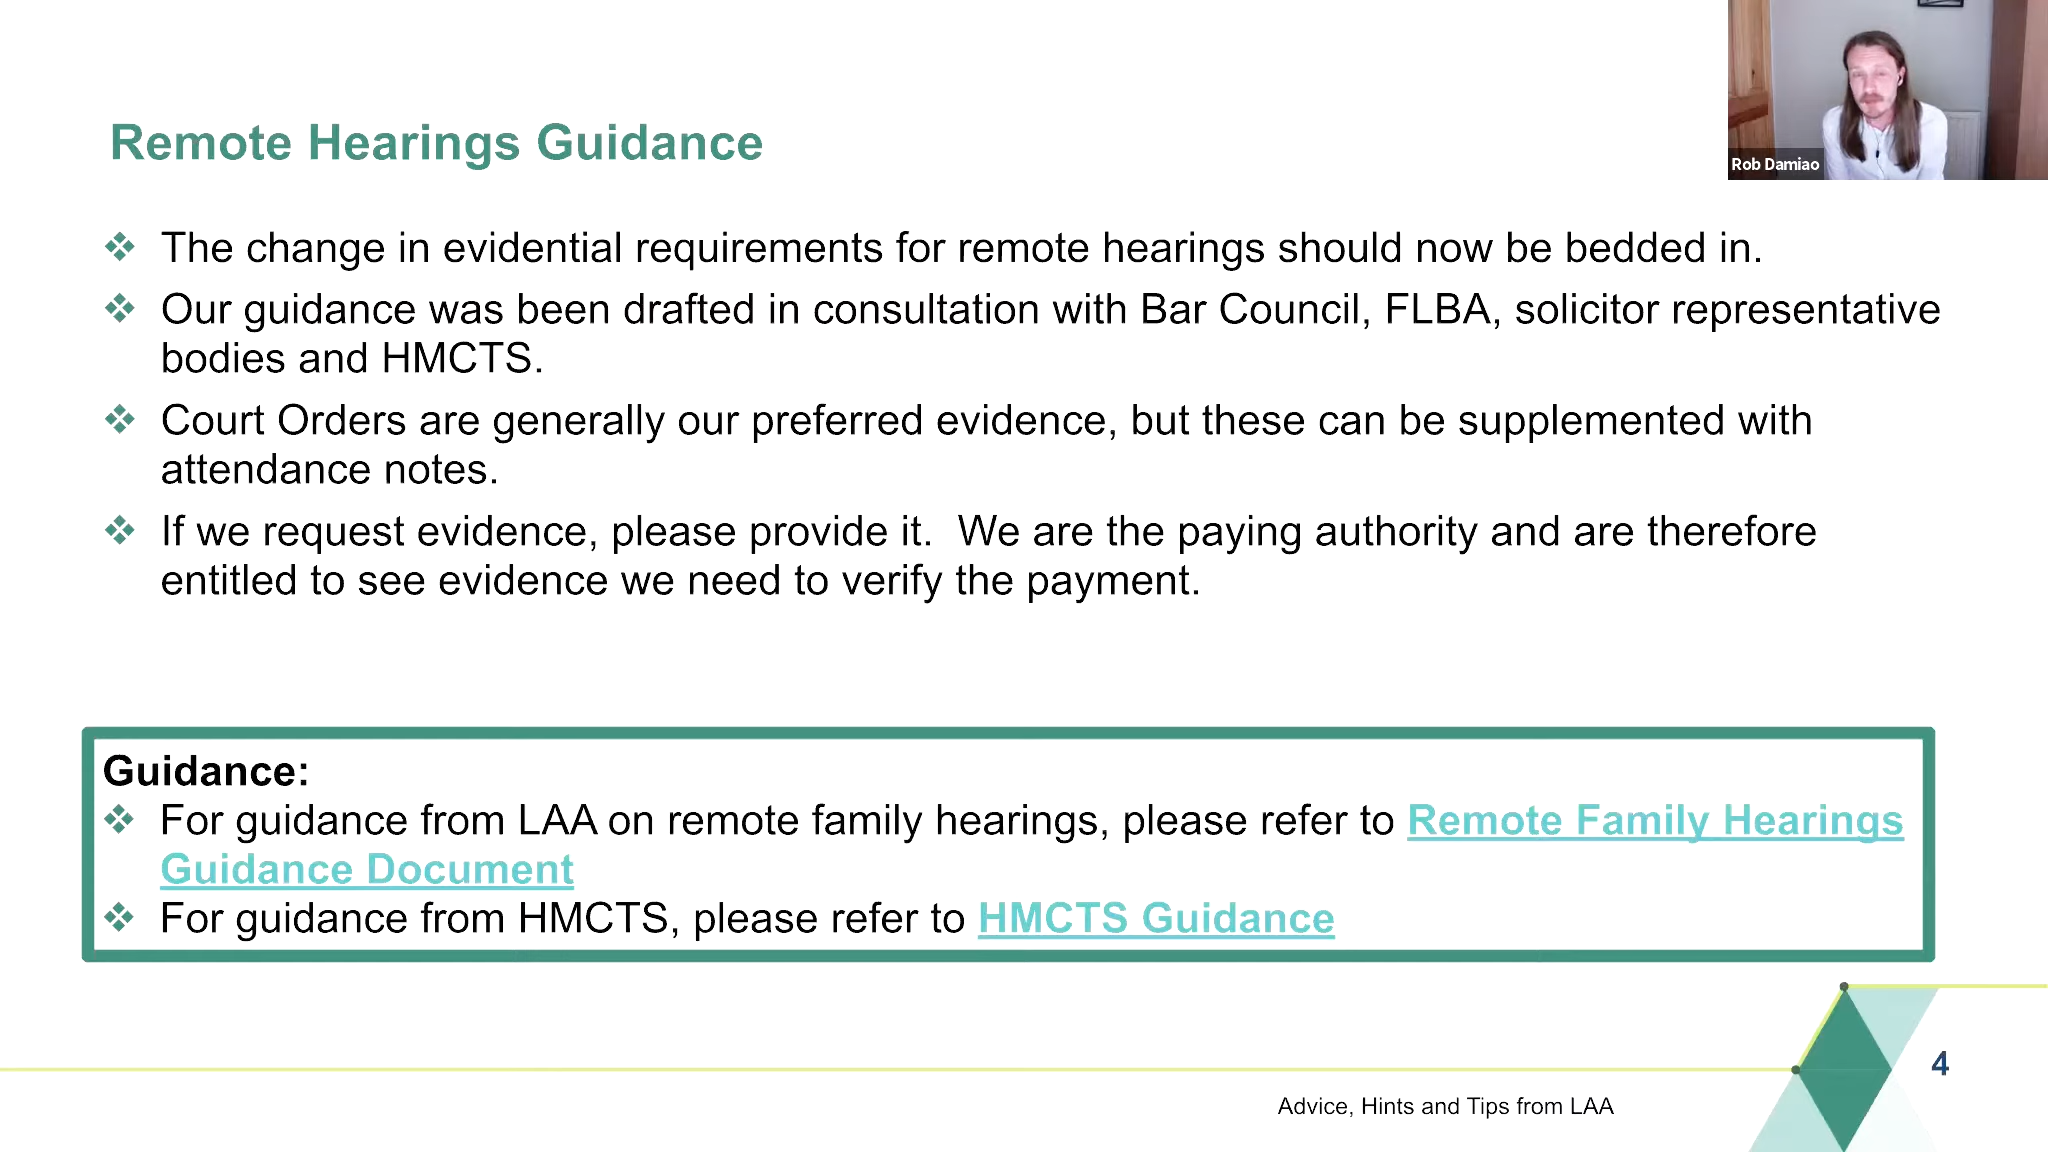 Rob Damiao
Remote Hearings Guidance
The change in evidential requirements for remote hearings should now be bedded in.
Our guidance was been drafted in consultation with Bar Council, FLBA, solicitor representative
bodies and HMCTS.
Court Orders are generally our preferred evidence, but these can be supplemented with
attendance notes.
If we request evidence, please provide it.  We are the paying authority and are therefore
entitled to see evidence we need to verify the payment.
Guidance:
For guidance from LAA on remote family hearings, please refer to Remote Family Hearings
Guidance Document
For guidance from HMCTS, please refer to HMCTS Guidance
4
Advice, Hints and Tips from LAA